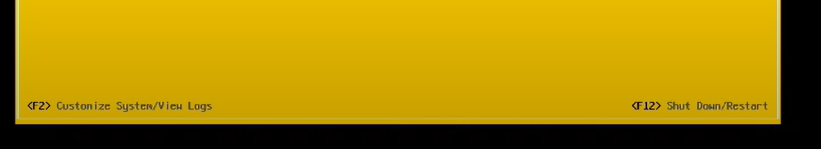 <F2> Customize System/View Logs
<F12> Shut Down/Restart